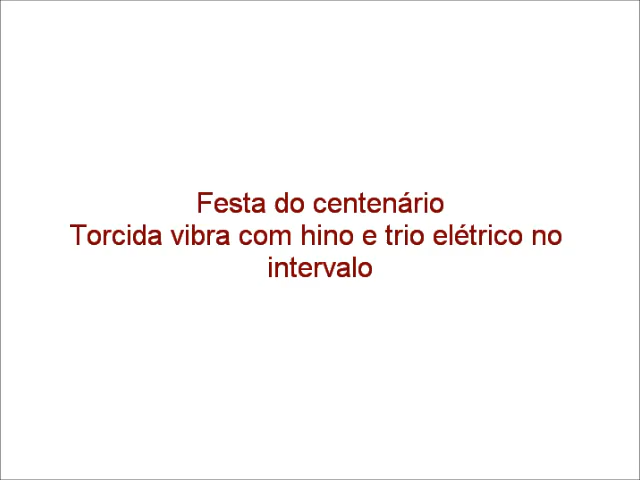 Festa do centenário
Torcida vibra com hino e trio elétrico no
intervalo